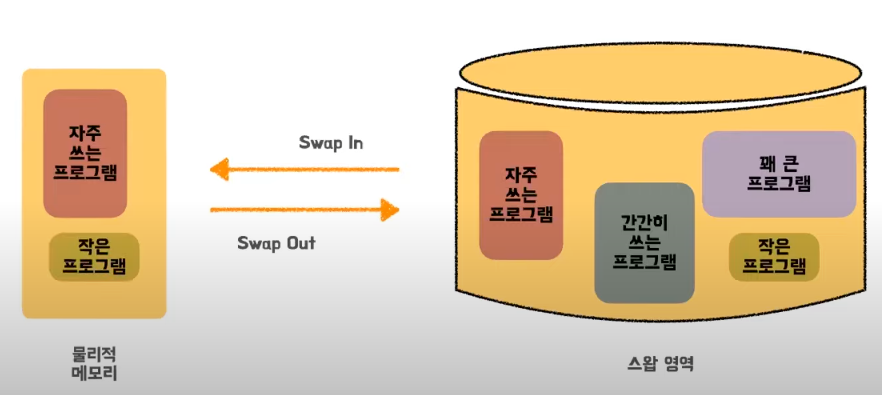 자주
쓰는
프로그램
작은
프로그램
물리적
메모리
Swap In
Swap Out
자주
쓰는
프로그램
간간히
쓰는
프로그램
꽤 큰
프로그램
작은
프로그램
스왑 영역